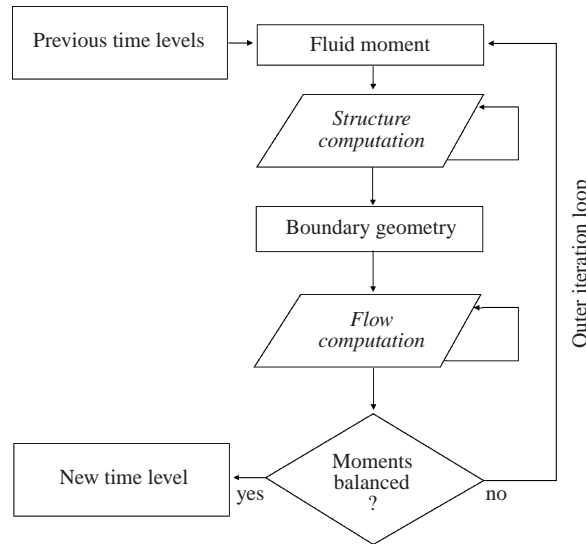 Previous time levels
Fluid moment
Structure
computation
Boundary geometry
Flow
computation
Outer iteration loop
Moments
balanced
?
New time level
yes
no